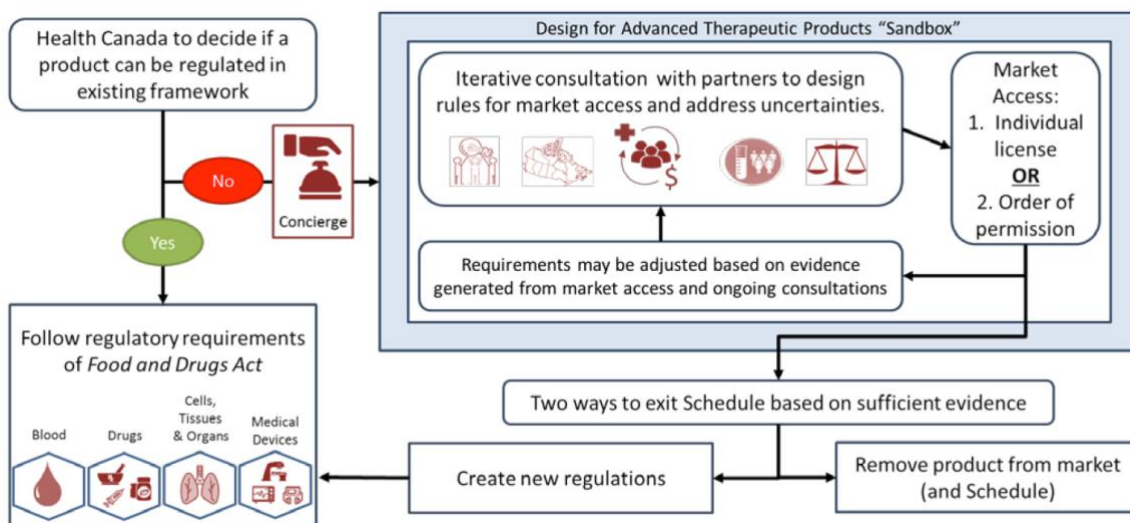 Health Canada to decide if a
product can be regulated in
existing framework
No
Concierge
Yes
Follow regulatory requirements
of Food and Drugs Act
Blood
Drugs
Cells,
Tissues
& Organs
Medical
Devices
Design for Advanced Therapeutic Products “Sandbox”
Iterative consultation with partners to design
rules for market access and address uncertainties.
$
Market
Access:
1. Individual
license
OR
2. Order of
permission
Requirements may be adjusted based on evidence
generated from market access and ongoing consultations
Two ways to exit Schedule based on sufficient evidence
Create new regulations
Remove product from market
(and Schedule)